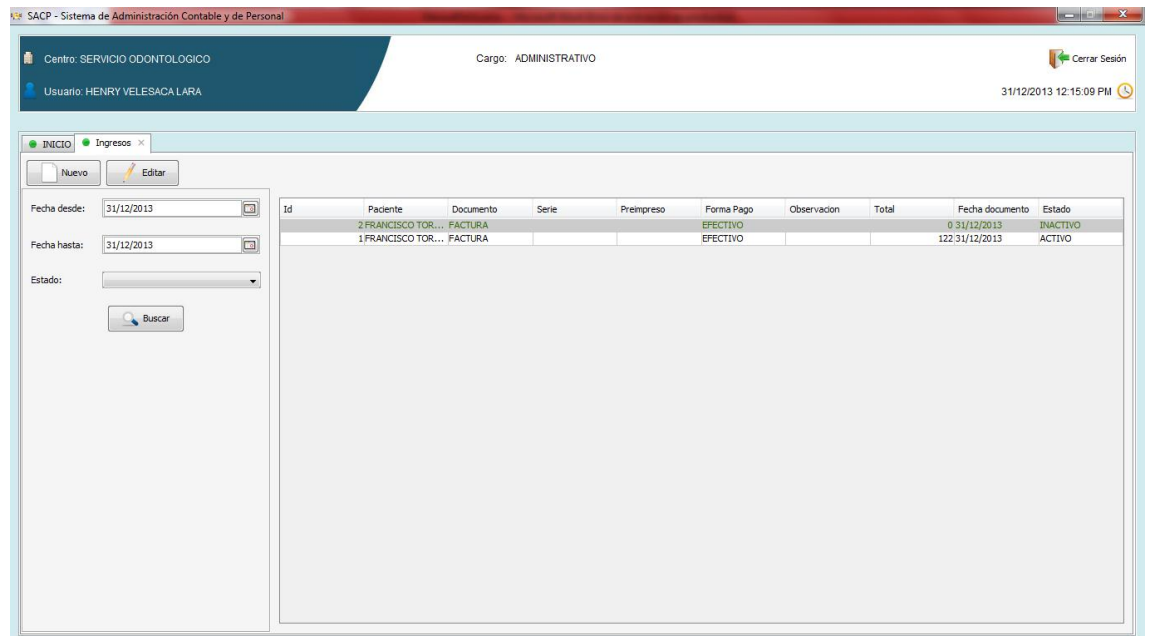 SACP - Sistema de Administración Contable y de Personal
Centro: SERVICIO ODONTOLOGICO
Cargo: ADMINISTRATIVO
Cerrar Sesión
Usuario: HENRY VELESACA LARA
31/12/2013 12:15:09 PM
INICIO
Ingresos
Nuevo
Editar
Fecha desde: 31/12/2013
Fecha hasta: 31/12/2013
Estado:
Buscar
Id Paciente Documento Serie Preimpreso Forma Pago Observacion Total Fecha documento Estado
2 FRANCISCO TOR... FACTURA EFECTIVO 0 31/12/2013 INACTIVO
1 FRANCISCO TOR... FACTURA EFECTIVO 122 31/12/2013 ACTIVO